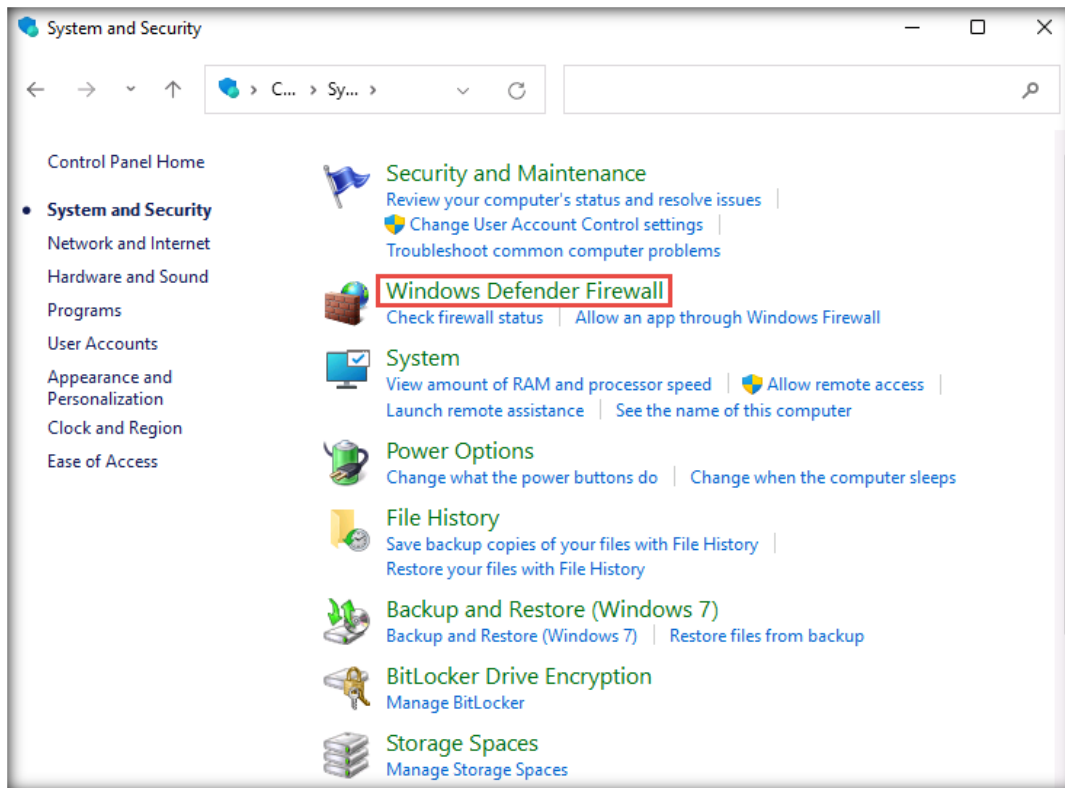 System and Security
C... Sy...
Control Panel Home
System and Security
Network and Internet
Hardware and Sound
Programs
User Accounts
Appearance and
Personalization
Clock and Region
Ease of Access
Security and Maintenance
Review your computer's status and resolve issues
Change User Account Control settings
Troubleshoot common computer problems
Windows Defender Firewall
Check firewall status Allow an app through Windows Firewall
System
View amount of RAM and processor speed Allow remote access
Launch remote assistance See the name of this computer
Power Options
Change what the power buttons do Change when the computer sleeps
File History
Save backup copies of your files with File History
Restore your files with File History
Backup and Restore (Windows 7)
Backup and Restore (Windows 7) Restore files from backup
BitLocker Drive Encryption
Manage BitLocker
Storage Spaces
Manage Storage Spaces